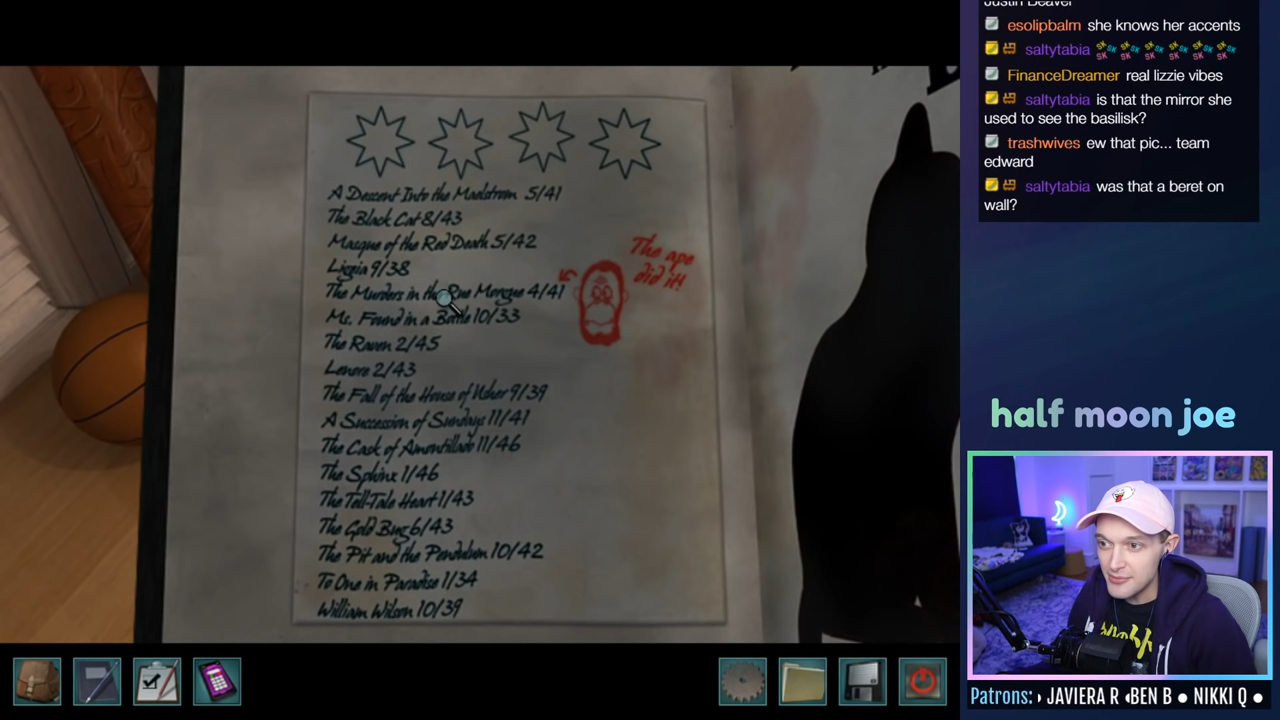 A Descent Into the Maelstrom 5/41
The Black Cat 8/43
Masque of the Red Death 5/42
Ligeia 9/38
The Murders in the Rue Morgue 4/41
Ms. Found in a Bottle 10/33
The Raven 2/45
Lenore 2/43
The Fall of the House of Usher 9/39
A Succession of Sundays 11/41
The Cask of Amontillado 11/46
The Sphinx 1/46
The Tell-Tale Heart 1/43
The Gold Bug 6/43
The Pit and the Pendulum 10/42
To One in Paradise 1/34
William Wilson 10/39
The ape
did it!
Justin Beaver
esolipbalm she knows her accents
saltytabia SK SK SK SK SK SK
FinanceDreamer real lizzie vibes
saltytabia is that the mirror she
used to see the basilisk?
trashwives ew that pic... team
edward
saltytabia was that a beret on
wall?
half moon joe
Patrons: JAVIERA R BEN B ● NIKKI Q ●